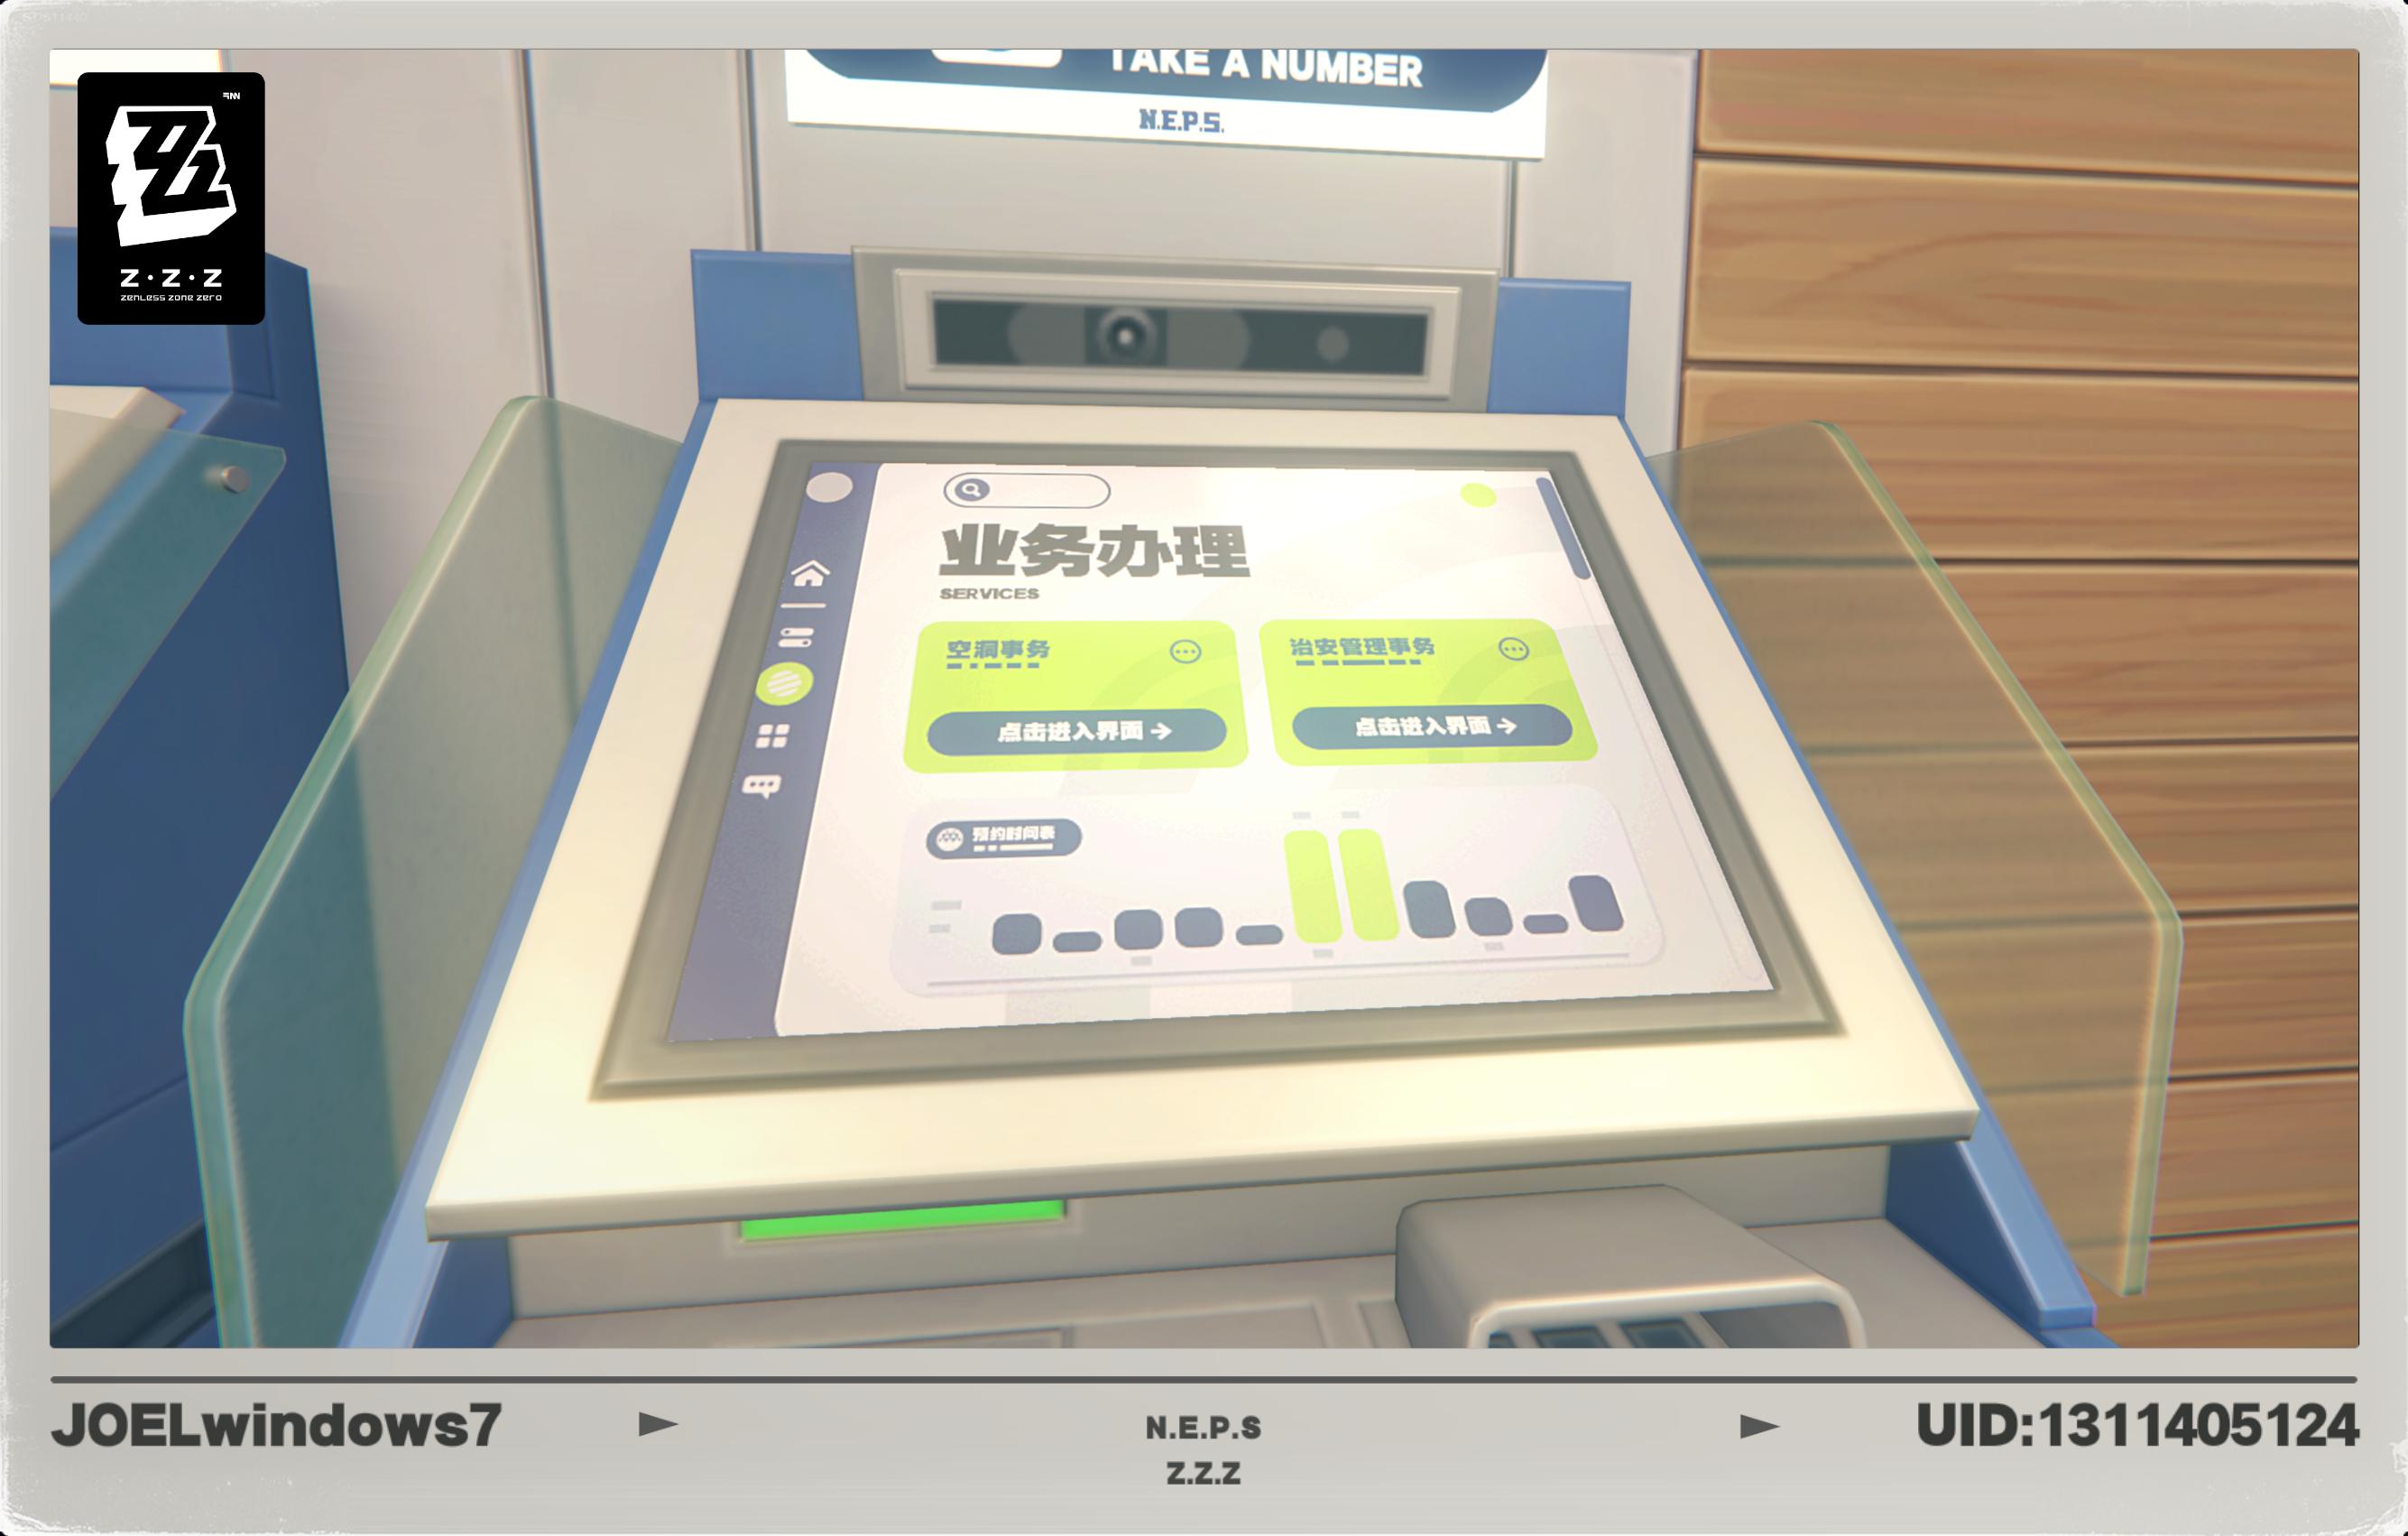 TAKE A NUMBER
N.E.P.S.
Z·Z·Z
ZENLESS ZONE ZERO
业务办理
SERVICES
空洞事务
治安管理事务
点击进入界面→
点击进入界面→
预约时间表
JOELwindows7
N.E.P.S
Z.Z.Z
UID:1311405124